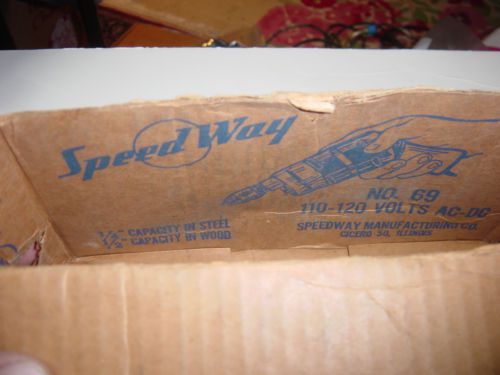 Speed Way
NO. 69
110-120 VOLTS AC-DC
CAPACITY IN STEEL
CAPACITY IN WOOD
SPEEDWAY MANUFACTURING CO.
CICERO 50, ILLINOIS